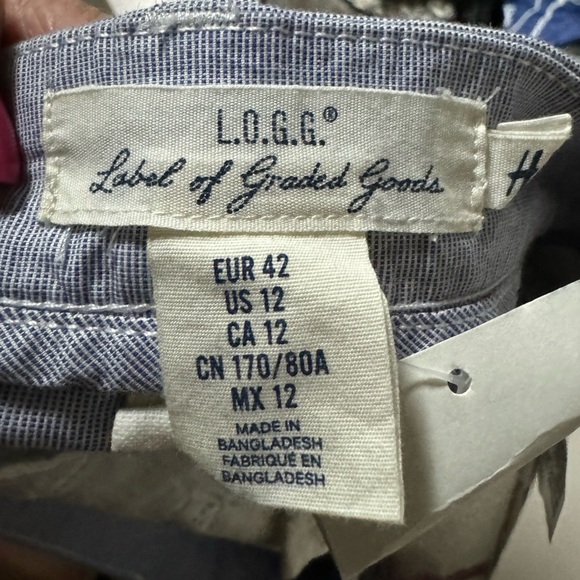 L.O.G.G.®
Label of Graded Goods
H
EUR 42
US 12
CA 12
CN 170/80A
MX 12
MADE IN
BANGLADESH
FABRIQUÉ EN
BANGLADESH